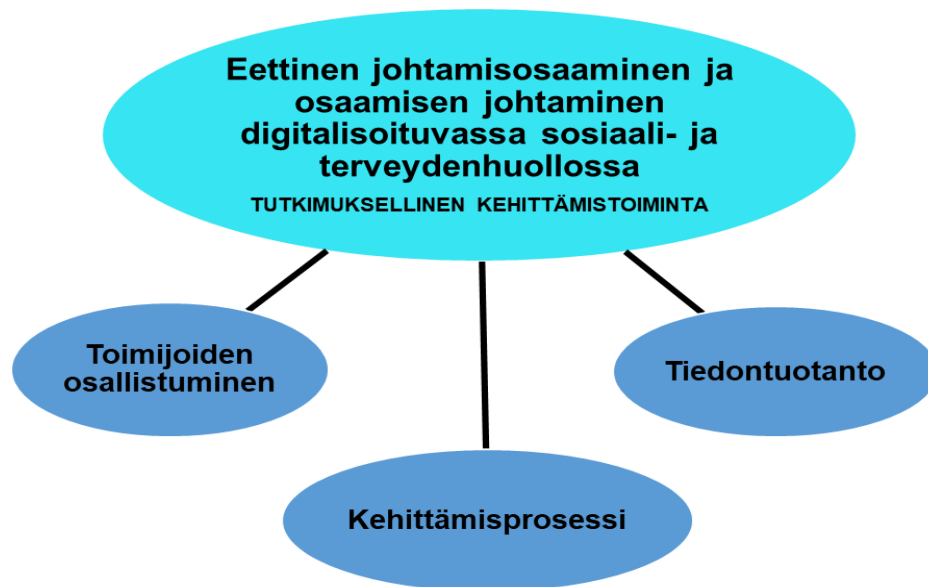 Eettinen johtamisosaaminen ja
osaamisen johtaminen
digitalisoituvassa sosiaali- ja
terveydenhuollossa
TUTKIMUKSELLINEN KEHITTÄMISTOIMINTA
Toimijoiden
osallistuminen
Tiedontuotanto
Kehittämisprosessi